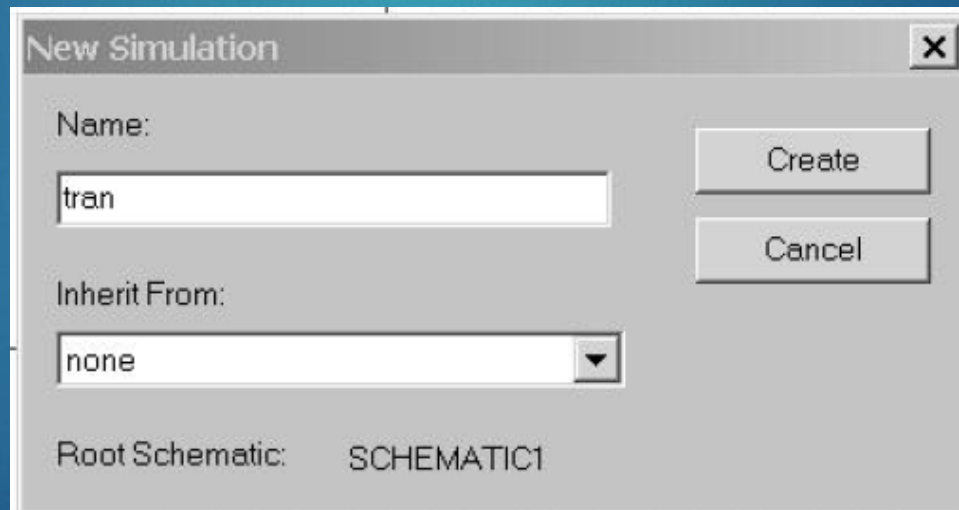 New Simulation
Name:
Create
tran
Cancel
Inherit From:
none
Root Schematic: SCHEMATIC1